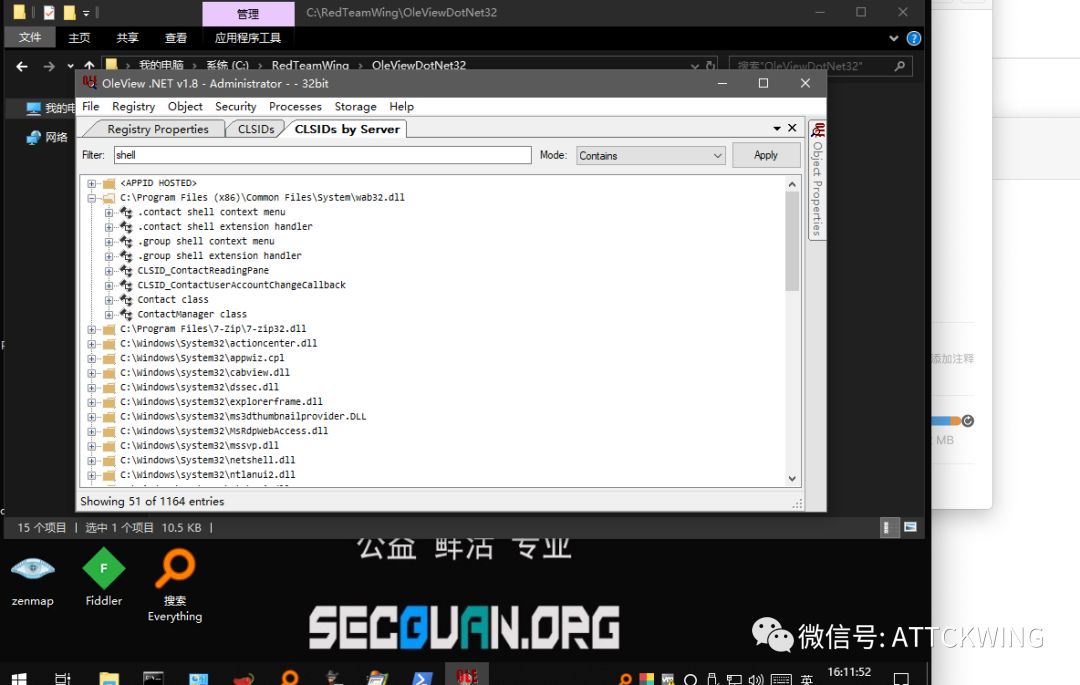 管理
C:\RedTeamWing\OleViewDotNet32
文件 主页 共享 查看 应用程序工具
我的电脑 › 系统 (C:) › RedTeamWing › OleViewDotNet32
搜索"OleViewDotNet32"
OleView .NET v1.8 - Administrator - - 32bit
File Registry Object Security Processes Storage Help
我的电
网络
Registry Properties CLSIDs CLSIDs by Server
Filter: shell Mode: Contains Apply
Object Properties
<APPID HOSTED>
C:\Program Files (x86)\Common Files\System\wab32.dll
.contact shell context menu
.contact shell extension handler
.group shell context menu
.group shell extension handler
CLSID_ContactReadingPane
CLSID_ContactUserAccountChangeCallback
Contact class
ContactManager class
C:\Program Files\7-Zip\7-zip32.dll
C:\Windows\System32\actioncenter.dll
C:\Windows\system32\appwiz.cpl
C:\Windows\system32\cabview.dll
C:\Windows\system32\dssec.dll
C:\Windows\system32\explorerframe.dll
C:\Windows\system32\ms3dthumbnailprovider.DLL
C:\Windows\system32\MsRdpWebAccess.dll
C:\Windows\system32\mssvp.dll
C:\Windows\System32\netshell.dll
C:\Windows\system32\ntlanui2.dll
Showing 51 of 1164 entries
添加注释
MB
15 个项目 | 选中 1 个项目 10.5 KB |
公益 鲜活 专业
zenmap
Fiddler
搜索
Everything
SECQUAN.ORG
微信号: ATTCKWING
英
16:11:52